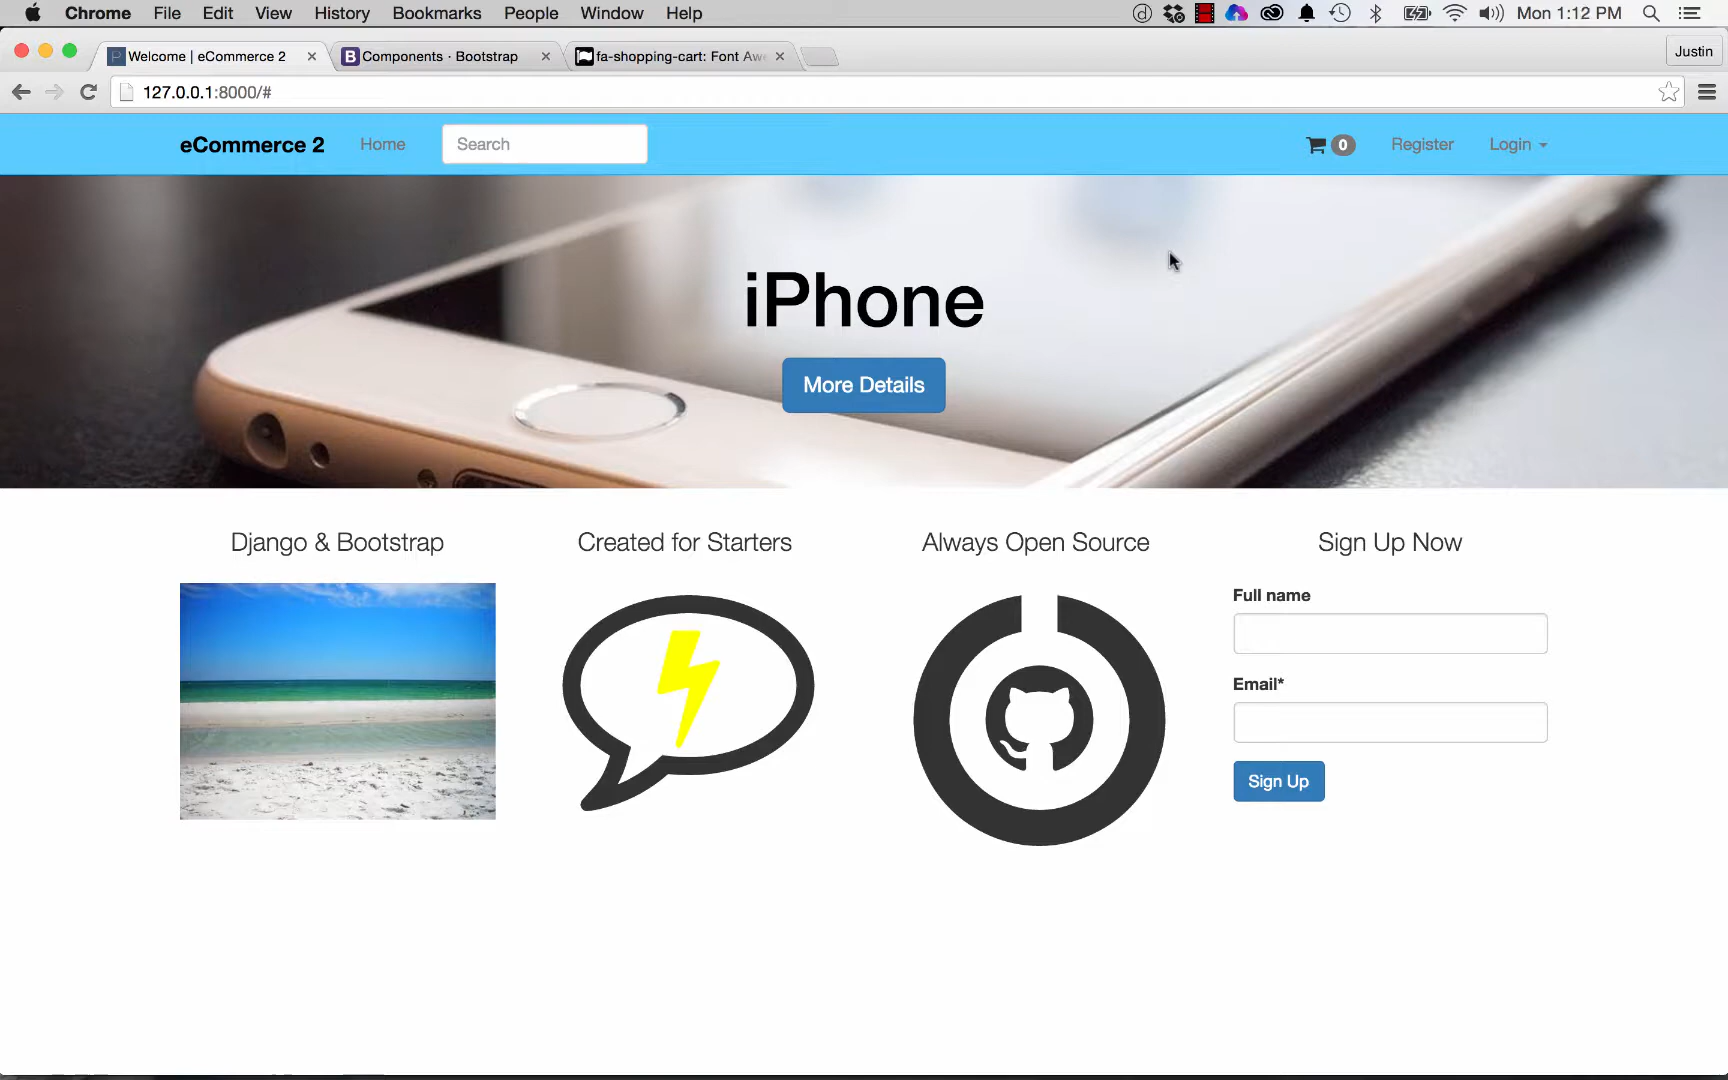 Chrome File Edit View History Bookmarks People Window Help Mon 1:12 PM
Welcome | eCommerce 2 Components · Bootstrap fa-shopping-cart: Font Awe Justin
127.0.0.1:8000/#
eCommerce 2 Home Search 0 Register Login
iPhone
More Details
Django & Bootstrap Created for Starters Always Open Source Sign Up Now
Full name
Email*
Sign Up